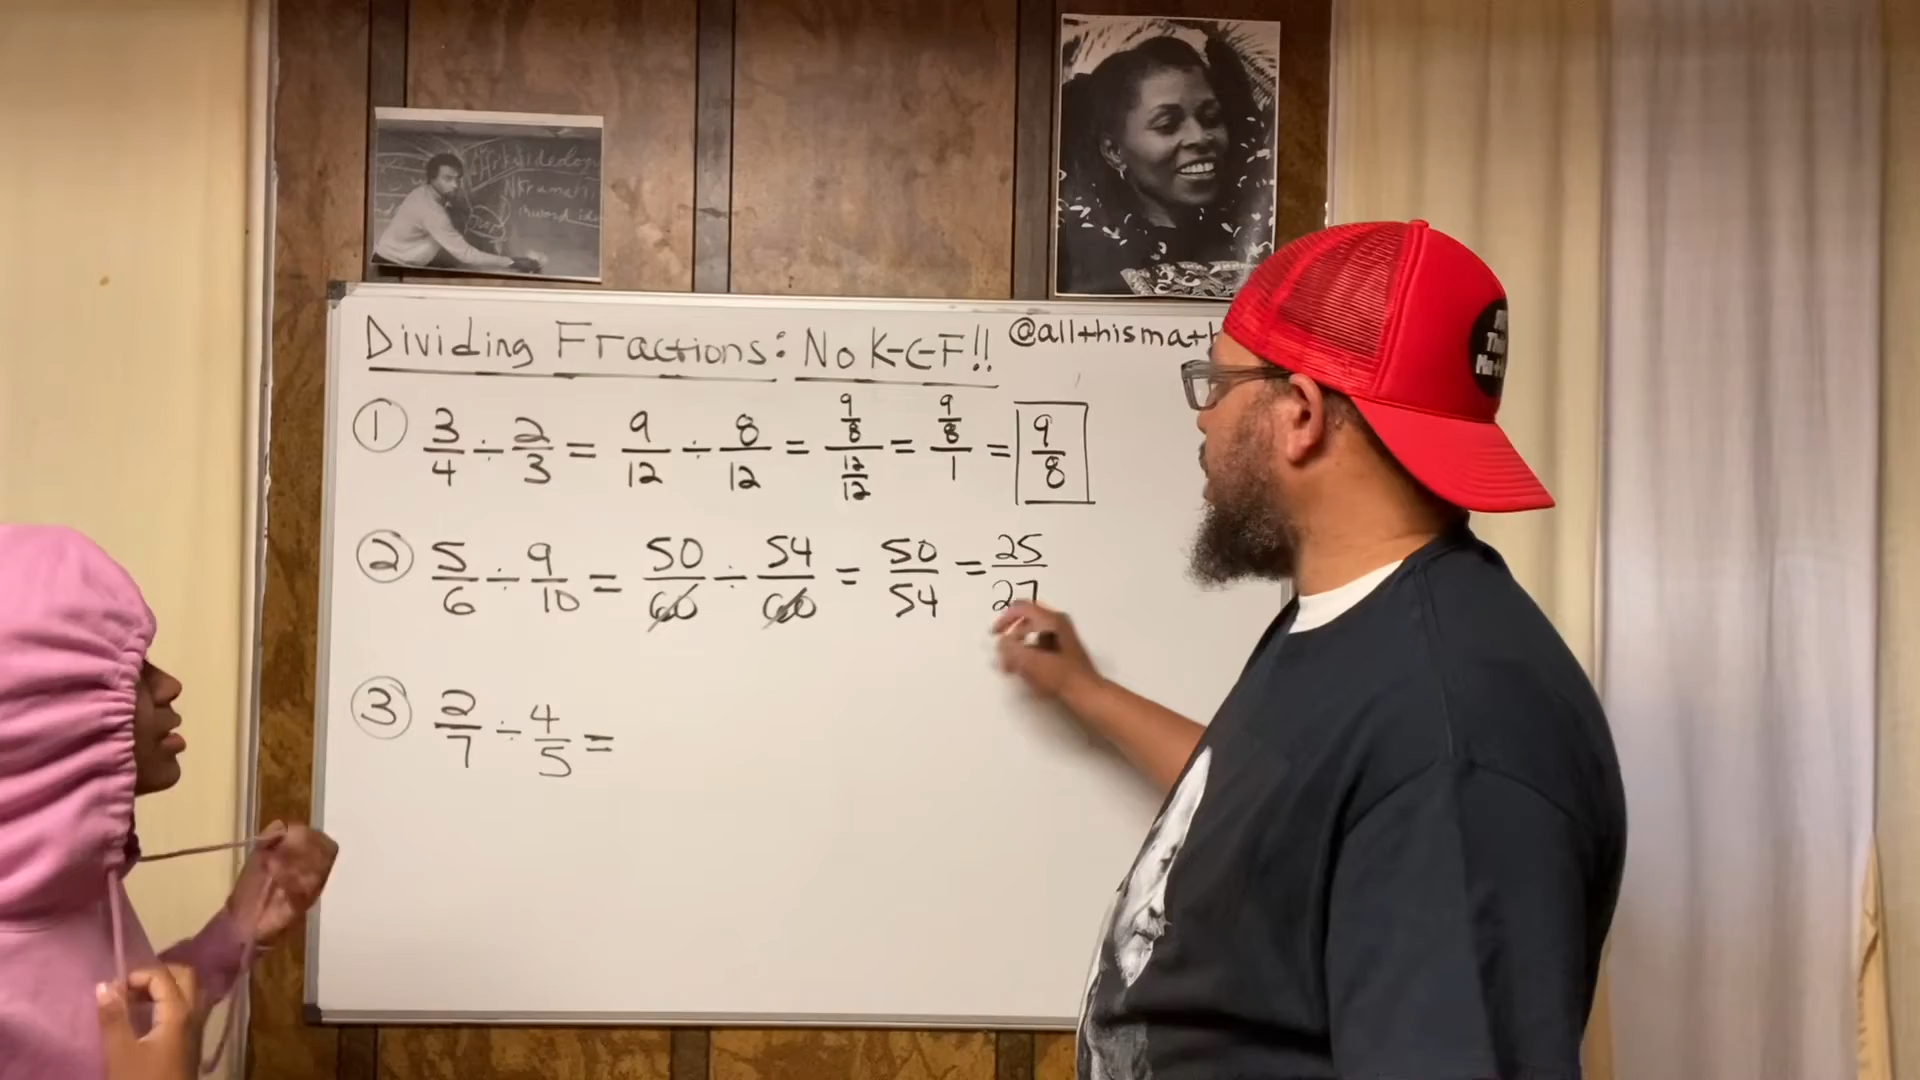 Dividing Fractions: No K-C-F!! @allthismath
① 3/4 ÷ 2/3 = 9/12 ÷ 8/12 = (9/8)/(12/12) = (9/8)/1 = 9/8
② 5/6 ÷ 9/10 = 50/60 ÷ 54/60 = 50/54 = 25/27
③ 2/7 ÷ 4/5 =
Nkrumah